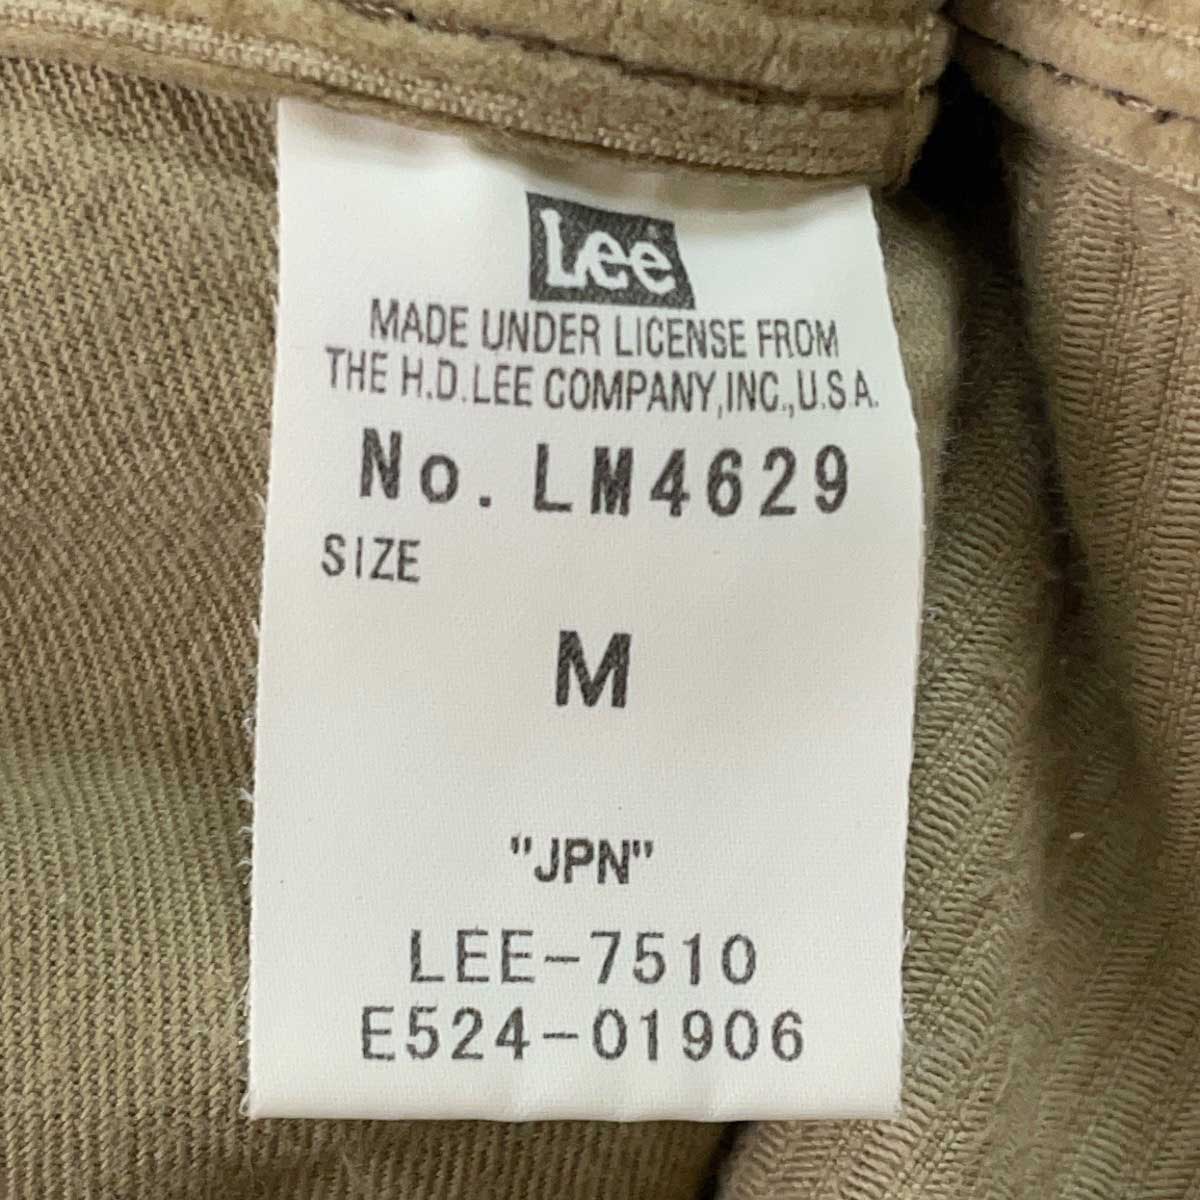 Lee
MADE UNDER LICENSE FROM
THE H.D.LEE COMPANY,INC.,U.S.A.
No. LM4629
SIZE
M
"JPN"
LEE-7510
E524-01906